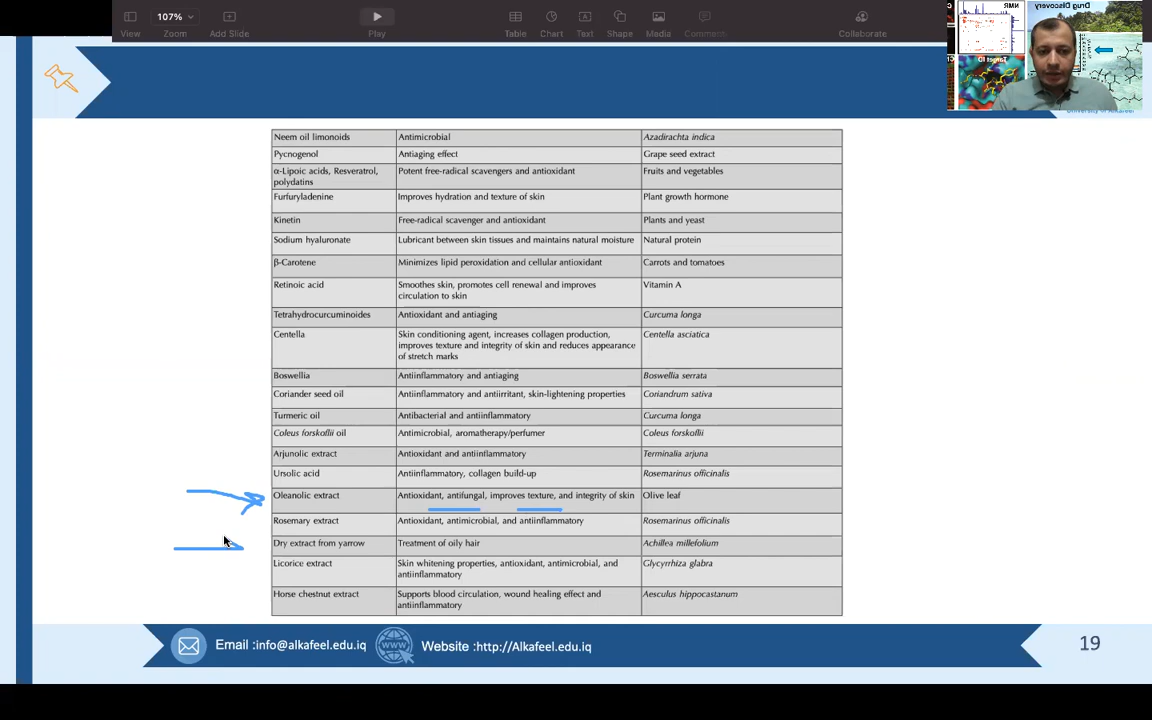 107%
View
Zoom
Add Slide
Play
Table
Chart
Text
Shape
Media
Comment
Collaborate
NMR
Drug Discovery
Target ID
University of Alkafeel
Neem oil limonoids Antimicrobial Azadirachta indica
Pycnogenol Antiaging effect Grape seed extract
α-Lipoic acids, Resveratrol, Potent free-radical scavengers and antioxidant Fruits and vegetables
polydatins
Furfuryladenine Improves hydration and texture of skin Plant growth hormone
Kinetin Free-radical scavenger and antioxidant Plants and yeast
Sodium hyaluronate Lubricant between skin tissues and maintains natural moisture Natural protein
β-Carotene Minimizes lipid peroxidation and cellular antioxidant Carrots and tomatoes
Retinoic acid Smoothes skin, promotes cell renewal and improves Vitamin A
circulation to skin
Tetrahydrocurcuminoides Antioxidant and antiaging Curcuma longa
Centella Skin conditioning agent, increases collagen production, Centella asciatica
improves texture and integrity of skin and reduces appearance
of stretch marks
Boswellia Antiinflammatory and antiaging Boswellia serrata
Coriander seed oil Antiinflammatory and antiirritant, skin-lightening properties Coriandrum sativa
Turmeric oil Antibacterial and antiinflammatory Curcuma longa
Coleus forskoflii oil Antimicrobial, aromatherapy/perfumer Coleus forskoflii
Arjunolic extract Antioxidant and antiinflammatory Terminalia arjuna
Ursolic acid Antiinflammatory, collagen build-up Rosemarinus officinalis
Oleanolic extract Antioxidant, antifungal, improves texture, and integrity of skin Olive leaf
Rosemary extract Antioxidant, antimicrobial, and antiinflammatory Rosemarinus officinalis
Dry extract from yarrow Treatment of oily hair Achillea millefolium
Licorice extract Skin whitening properties, antioxidant, antimicrobial, and Glycyrrhiza glabra
antiinflammatory
Horse chestnut extract Supports blood circulation, wound healing effect and Aesculus hippocastanum
antiinflammatory
Email :info@alkafeel.edu.iq
www
Website :http://Alkafeel.edu.iq
19